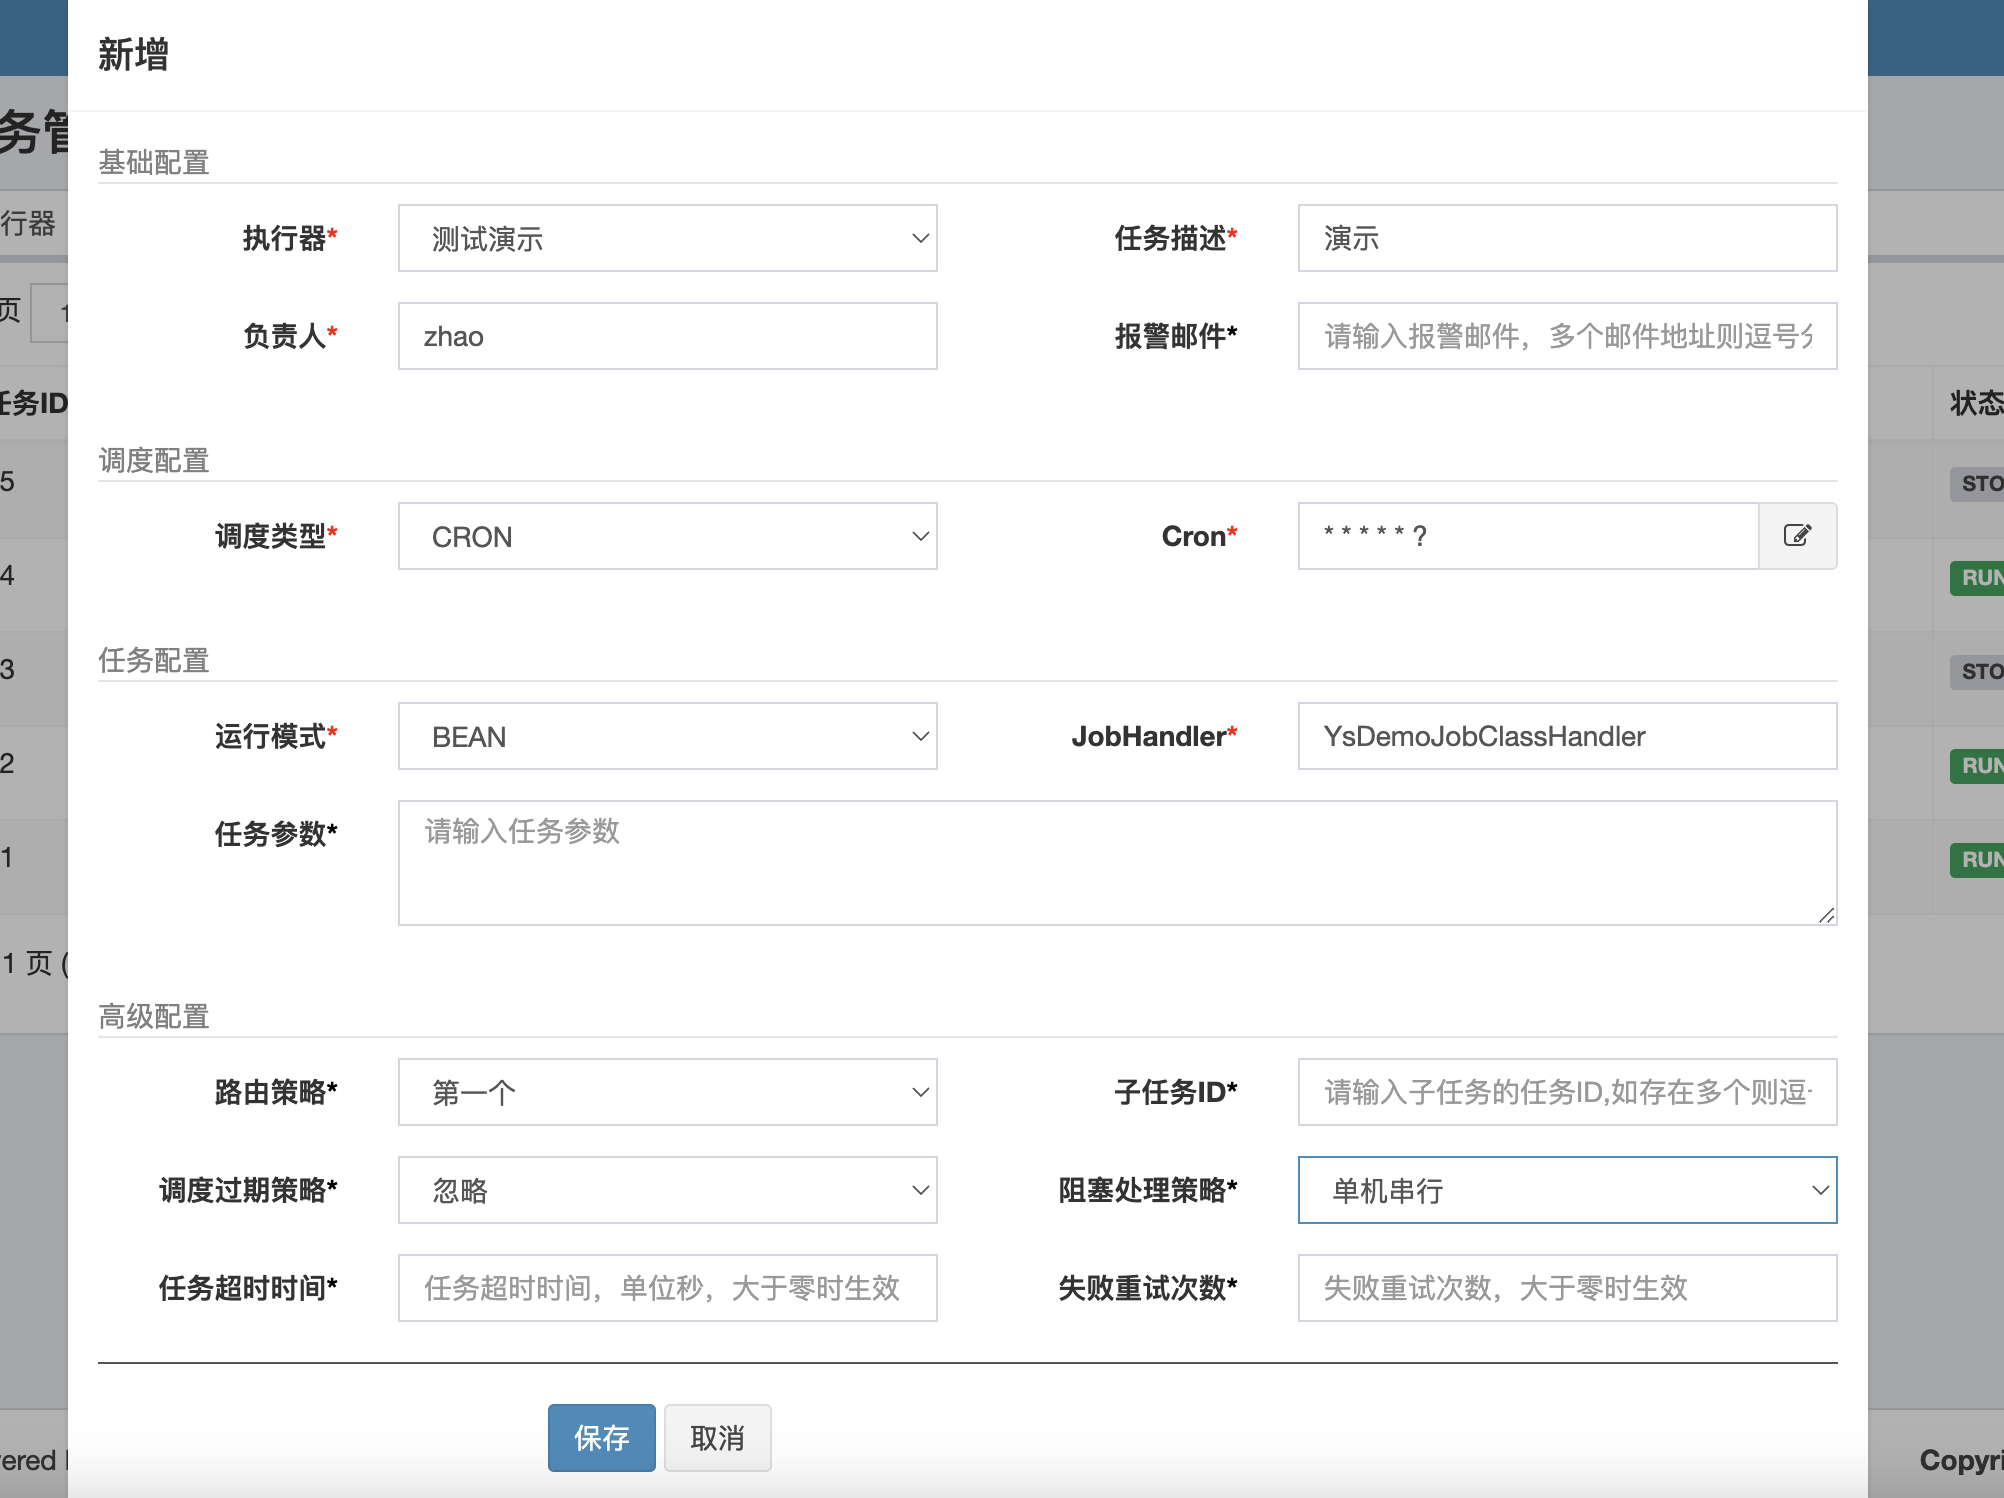 新增
务管
行器
页
基础配置
执行器* 测试演示 任务描述* 演示
负责人* zhao 报警邮件* 请输入报警邮件，多个邮件地址则逗号分
任务ID 状态
调度配置
5 STO
调度类型* CRON Cron* * * * * * ?
4 RUN
任务配置
3 STO
运行模式* BEAN JobHandler* YsDemoJobClassHandler
2 RUN
任务参数* 请输入任务参数
1 RUN
1 页 (
高级配置
路由策略* 第一个 子任务ID* 请输入子任务的任务ID,如存在多个则逗
调度过期策略* 忽略 阻塞处理策略* 单机串行
任务超时时间* 任务超时时间，单位秒，大于零时生效 失败重试次数* 失败重试次数，大于零时生效
保存 取消
ered Copyri